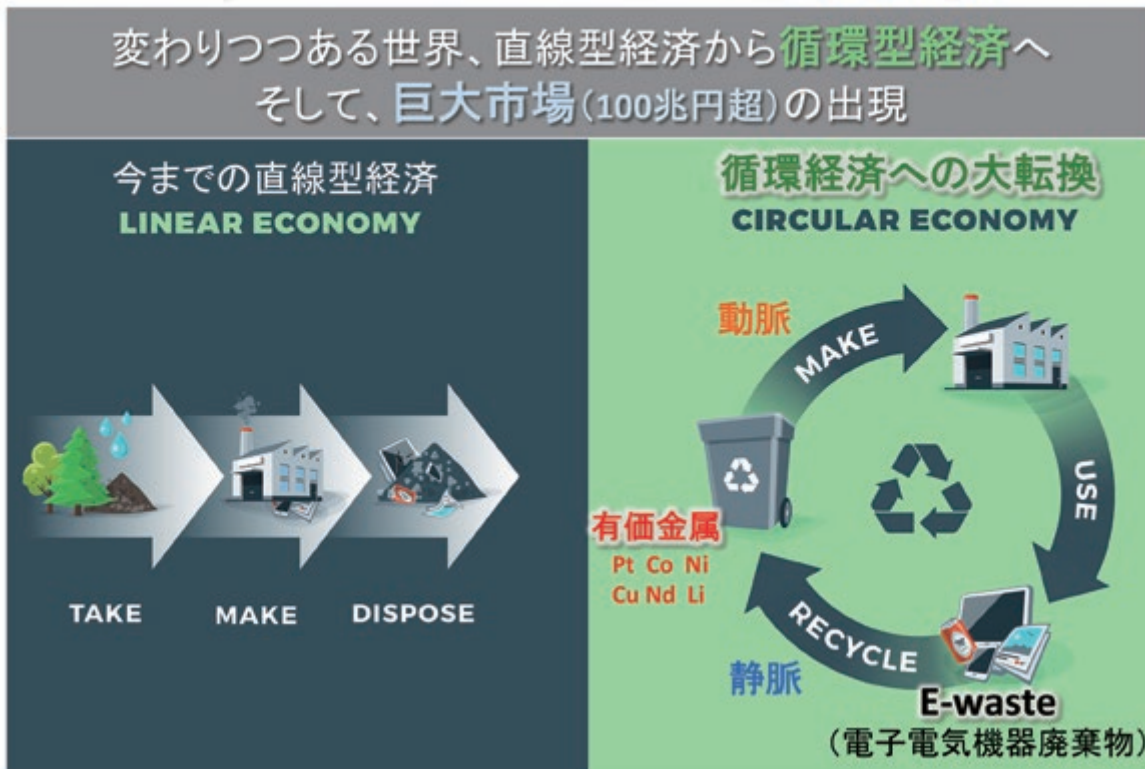 変わりつつある世界、直線型経済から循環型経済へ
そして、巨大市場(100兆円超)の出現
今までの直線型経済
LINEAR ECONOMY
TAKE
MAKE
DISPOSE
循環経済への大転換
CIRCULAR ECONOMY
動脈
MAKE
USE
有価金属
Pt Co Ni
Cu Nd Li
RECYCLE
静脈
E-waste
(電子電気機器廃棄物)